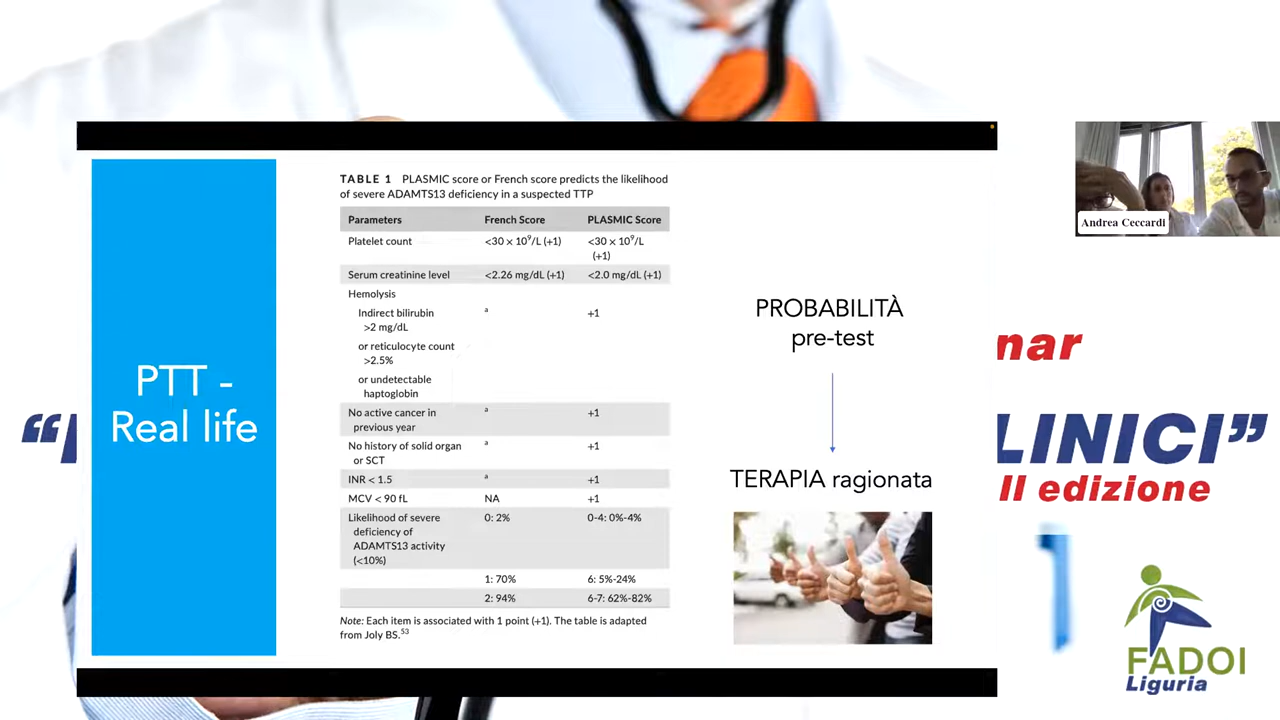 PTT -
Real life
TABLE 1 PLASMIC score or French score predicts the likelihood
of severe ADAMTS13 deficiency in a suspected TTP
Parameters French Score PLASMIC Score
Platelet count <30 × 10⁹/L (+1) <30 × 10⁹/L
(+1)
Serum creatinine level <2.26 mg/dL (+1) <2.0 mg/dL (+1)
Hemolysis
Indirect bilirubin a +1
>2 mg/dL
or reticulocyte count
>2.5%
or undetectable
haptoglobin
No active cancer in a +1
previous year
No history of solid organ a +1
or SCT
INR < 1.5 a +1
MCV < 90 fL NA +1
Likelihood of severe 0: 2% 0-4: 0%-4%
deficiency of
ADAMTS13 activity
(<10%)
1: 70% 6: 5%-24%
2: 94% 6-7: 62%-82%
Note: Each item is associated with 1 point (+1). The table is adapted
from Joly BS.53
PROBABILITÀ
pre-test
TERAPIA ragionata
Andrea Ceccardi
nar
LINICI”
II edizione
FADOI
Liguria